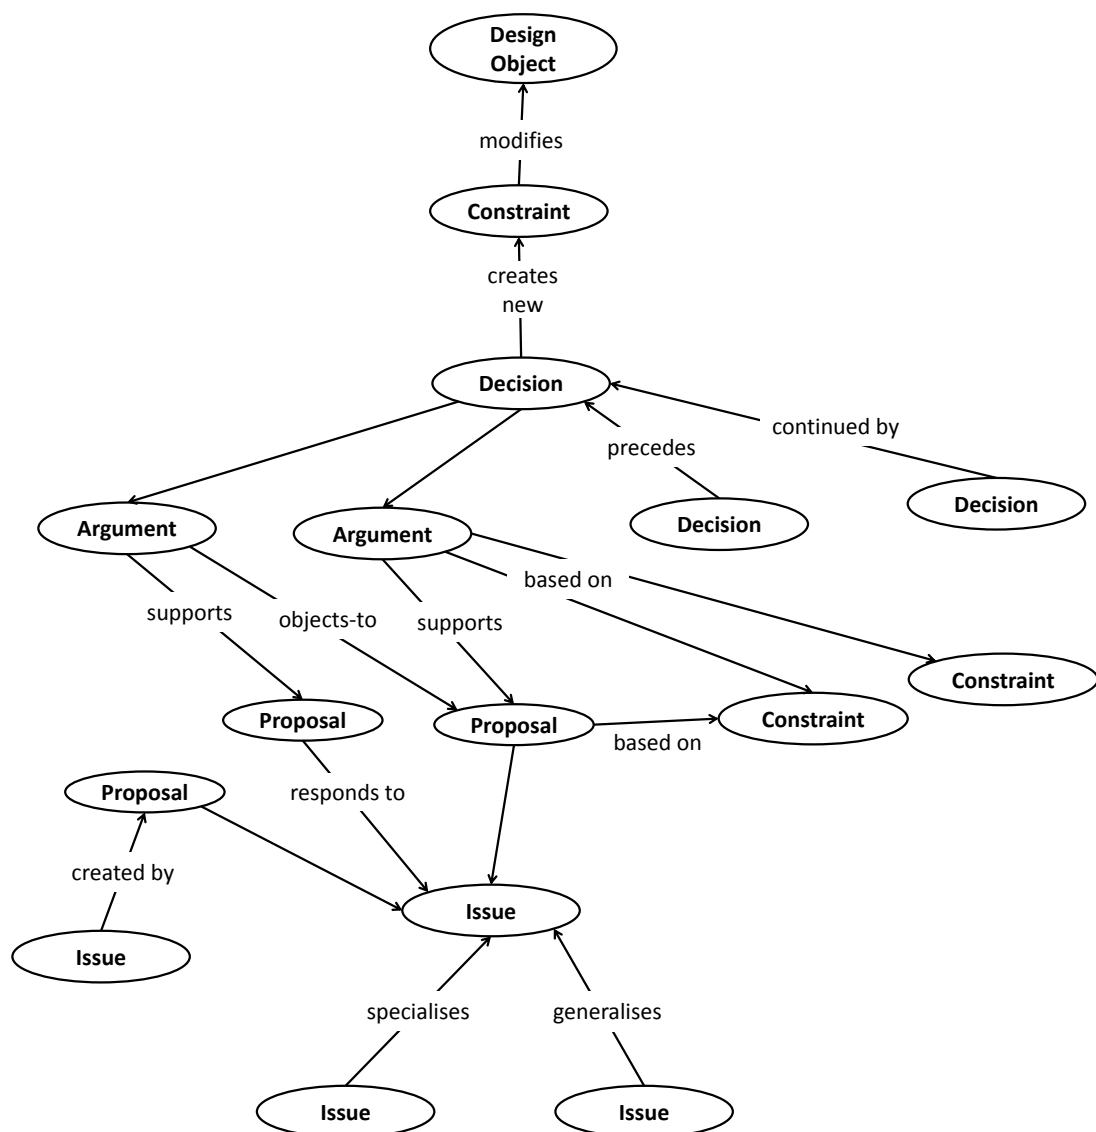 Design
Object
modifies
Constraint
creates
new
Decision
continued by
precedes
Decision
Decision
Argument
Argument
based on
supports
objects-to
supports
Constraint
Proposal
Proposal
Constraint
based on
Proposal
responds to
created by
Issue
Issue
specialises
generalises
Issue
Issue